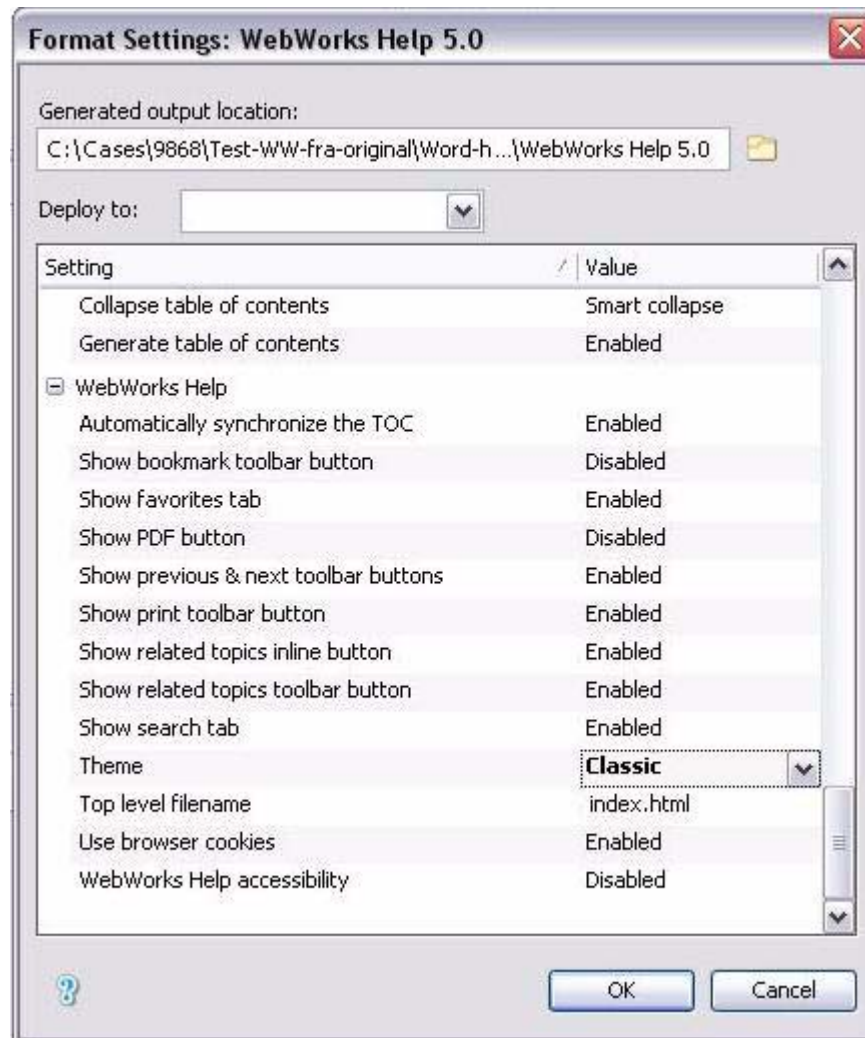 Format Settings: WebWorks Help 5.0
Generated output location:
C:\Cases\9868\Test-WW-fra-original\Word-h...\WebWorks Help 5.0
Deploy to:
Setting / Value
Collapse table of contents Smart collapse
Generate table of contents Enabled
WebWorks Help
Automatically synchronize the TOC Enabled
Show bookmark toolbar button Disabled
Show favorites tab Enabled
Show PDF button Disabled
Show previous & next toolbar buttons Enabled
Show print toolbar button Enabled
Show related topics inline button Enabled
Show related topics toolbar button Enabled
Show search tab Enabled
Theme Classic
Top level filename index.html
Use browser cookies Enabled
WebWorks Help accessibility Disabled
? OK Cancel